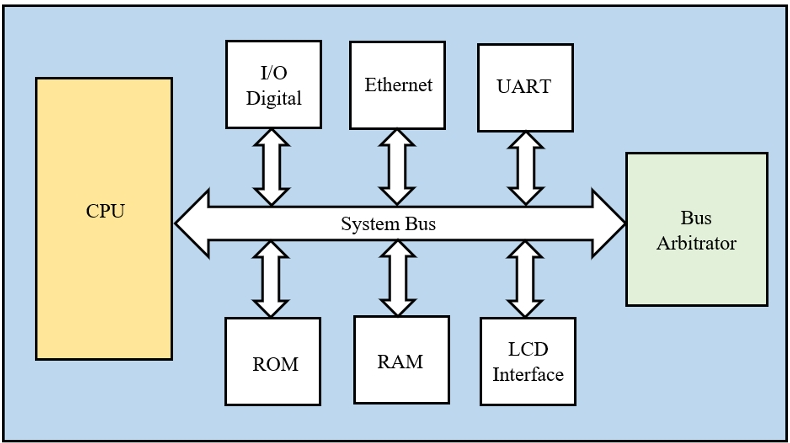 I/O
Digital
Ethernet
UART
CPU
System Bus
Bus
Arbitrator
ROM
RAM
LCD
Interface